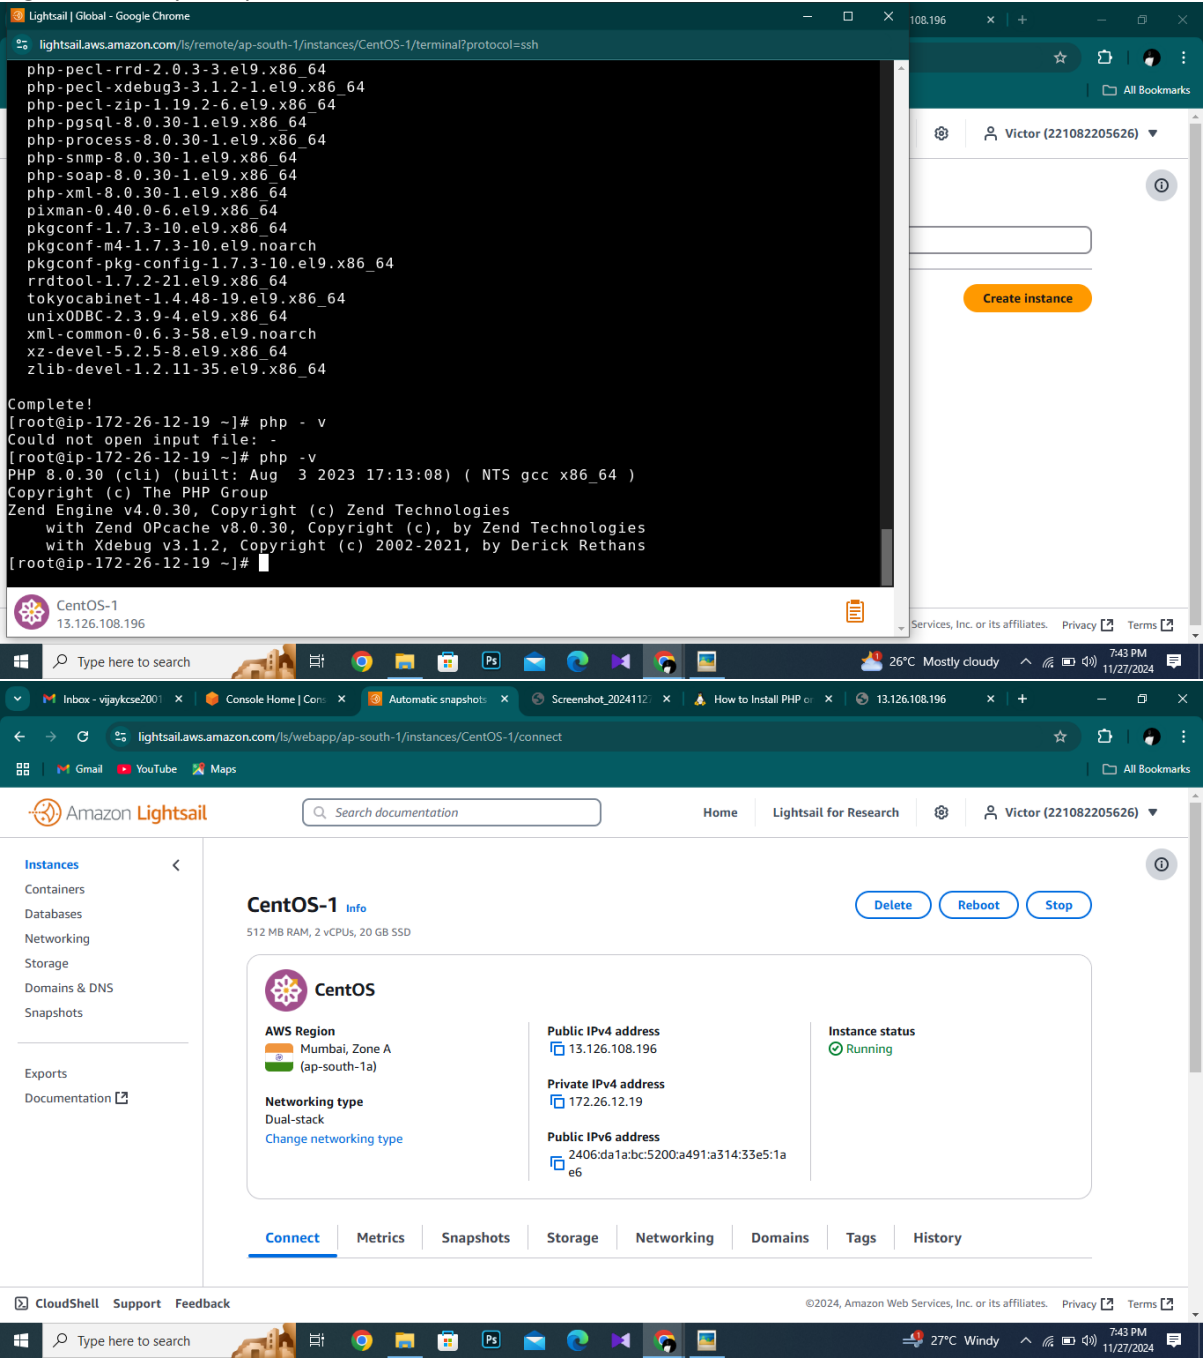 Lightsail | Global - Google Chrome
108.196
lightsail.aws.amazon.com/ls/remote/ap-south-1/instances/CentOS-1/terminal?protocol=ssh
All Bookmarks
php-pecl-rrd-2.0.3-3.el9.x86_64
php-pecl-xdebug3-3.1.2-1.el9.x86_64
php-pecl-zip-1.19.2-6.el9.x86_64
php-pgsql-8.0.30-1.el9.x86_64
php-process-8.0.30-1.el9.x86_64
php-snmp-8.0.30-1.el9.x86_64
php-soap-8.0.30-1.el9.x86_64
php-xml-8.0.30-1.el9.x86_64
pixman-0.40.0-6.el9.x86_64
pkgconf-1.7.3-10.el9.x86_64
pkgconf-m4-1.7.3-10.el9.noarch
pkgconf-pkg-config-1.7.3-10.el9.x86_64
rrdtool-1.7.2-21.el9.x86_64
tokyocabinet-1.4.48-19.el9.x86_64
unixODBC-2.3.9-4.el9.x86_64
xml-common-0.6.3-58.el9.noarch
xz-devel-5.2.5-8.el9.x86_64
zlib-devel-1.2.11-35.el9.x86_64
Complete!
[root@ip-172-26-12-19 ~]# php - v
Could not open input file: -
[root@ip-172-26-12-19 ~]# php -v
PHP 8.0.30 (cli) (built: Aug  3 2023 17:13:08) ( NTS gcc x86_64 )
Copyright (c) The PHP Group
Zend Engine v4.0.30, Copyright (c) Zend Technologies
with Zend OPcache v8.0.30, Copyright (c), by Zend Technologies
with Xdebug v3.1.2, Copyright (c) 2002-2021, by Derick Rethans
[root@ip-172-26-12-19 ~]#
Victor (221082205626)
Create instance
CentOS-1
13.126.108.196
Services, Inc. or its affiliates. Privacy Terms
Type here to search
Ps
26°C Mostly cloudy
7:43 PM
11/27/2024
Inbox - vijaykcse2001
Console Home | Cons
Automatic snapshots
Screenshot_20241127
How to Install PHP or
13.126.108.196
lightsail.aws.amazon.com/ls/webapp/ap-south-1/instances/CentOS-1/connect
Gmail YouTube Maps
All Bookmarks
Amazon Lightsail
Search documentation
Home
Lightsail for Research
Victor (221082205626)
Instances
Containers
Databases
Networking
Storage
Domains & DNS
Snapshots
Exports
Documentation
CentOS-1 Info
512 MB RAM, 2 vCPUs, 20 GB SSD
Delete
Reboot
Stop
CentOS
AWS Region
Mumbai, Zone A
(ap-south-1a)
Networking type
Dual-stack
Change networking type
Public IPv4 address
13.126.108.196
Private IPv4 address
172.26.12.19
Public IPv6 address
2406:da1a:bc:5200:a491:a314:33e5:1a
e6
Instance status
Running
Connect Metrics Snapshots Storage Networking Domains Tags History
CloudShell Support Feedback
©2024, Amazon Web Services, Inc. or its affiliates. Privacy Terms
Type here to search
Ps
27°C Windy
7:43 PM
11/27/2024